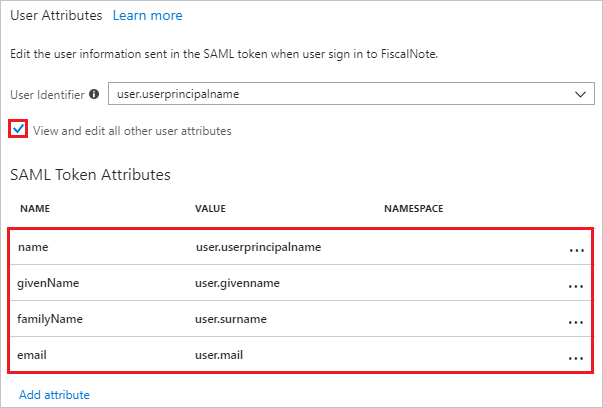 User Attributes Learn more
Edit the user information sent in the SAML token when user sign in to FiscalNote.
User Identifier user.userprincipalname
View and edit all other user attributes
SAML Token Attributes
NAME VALUE NAMESPACE
name user.userprincipalname ...
givenName user.givenname ...
familyName user.surname ...
email user.mail ...
Add attribute